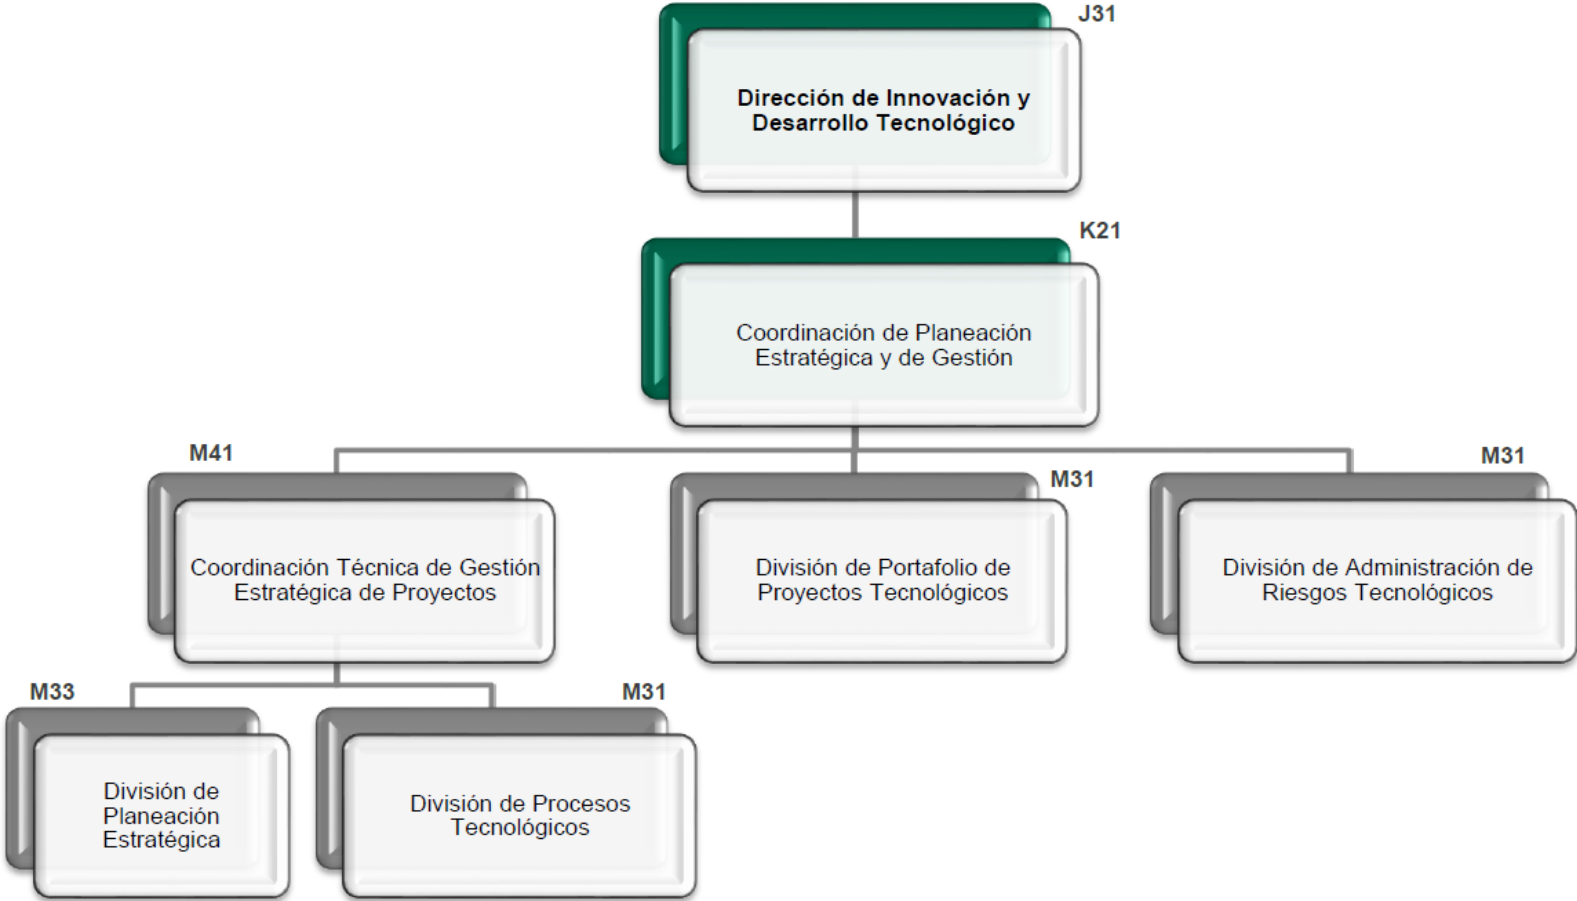 J31
Dirección de Innovación y
Desarrollo Tecnológico
K21
Coordinación de Planeación
Estratégica y de Gestión
M41
Coordinación Técnica de Gestión
Estratégica de Proyectos
M31
División de Portafolio de
Proyectos Tecnológicos
M31
División de Administración de
Riesgos Tecnológicos
M33
División de
Planeación
Estratégica
M31
División de Procesos
Tecnológicos